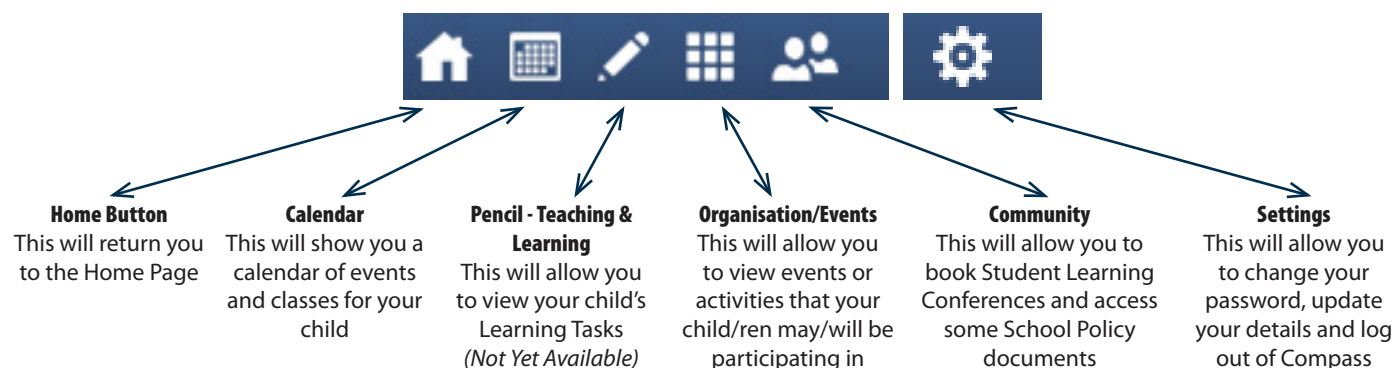 Home Button
This will return you
to the Home Page
Calendar
This will show you a
calendar of events
and classes for your
child
Pencil - Teaching &
Learning
This will allow you
to view your child's
Learning Tasks
(Not Yet Available)
Organisation/Events
This will allow you
to view events or
activities that your
child/ren may/will be
participating in
Community
This will allow you to
book Student Learning
Conferences and access
some School Policy
documents
Settings
This will allow you
to change your
password, update
your details and log
out of Compass